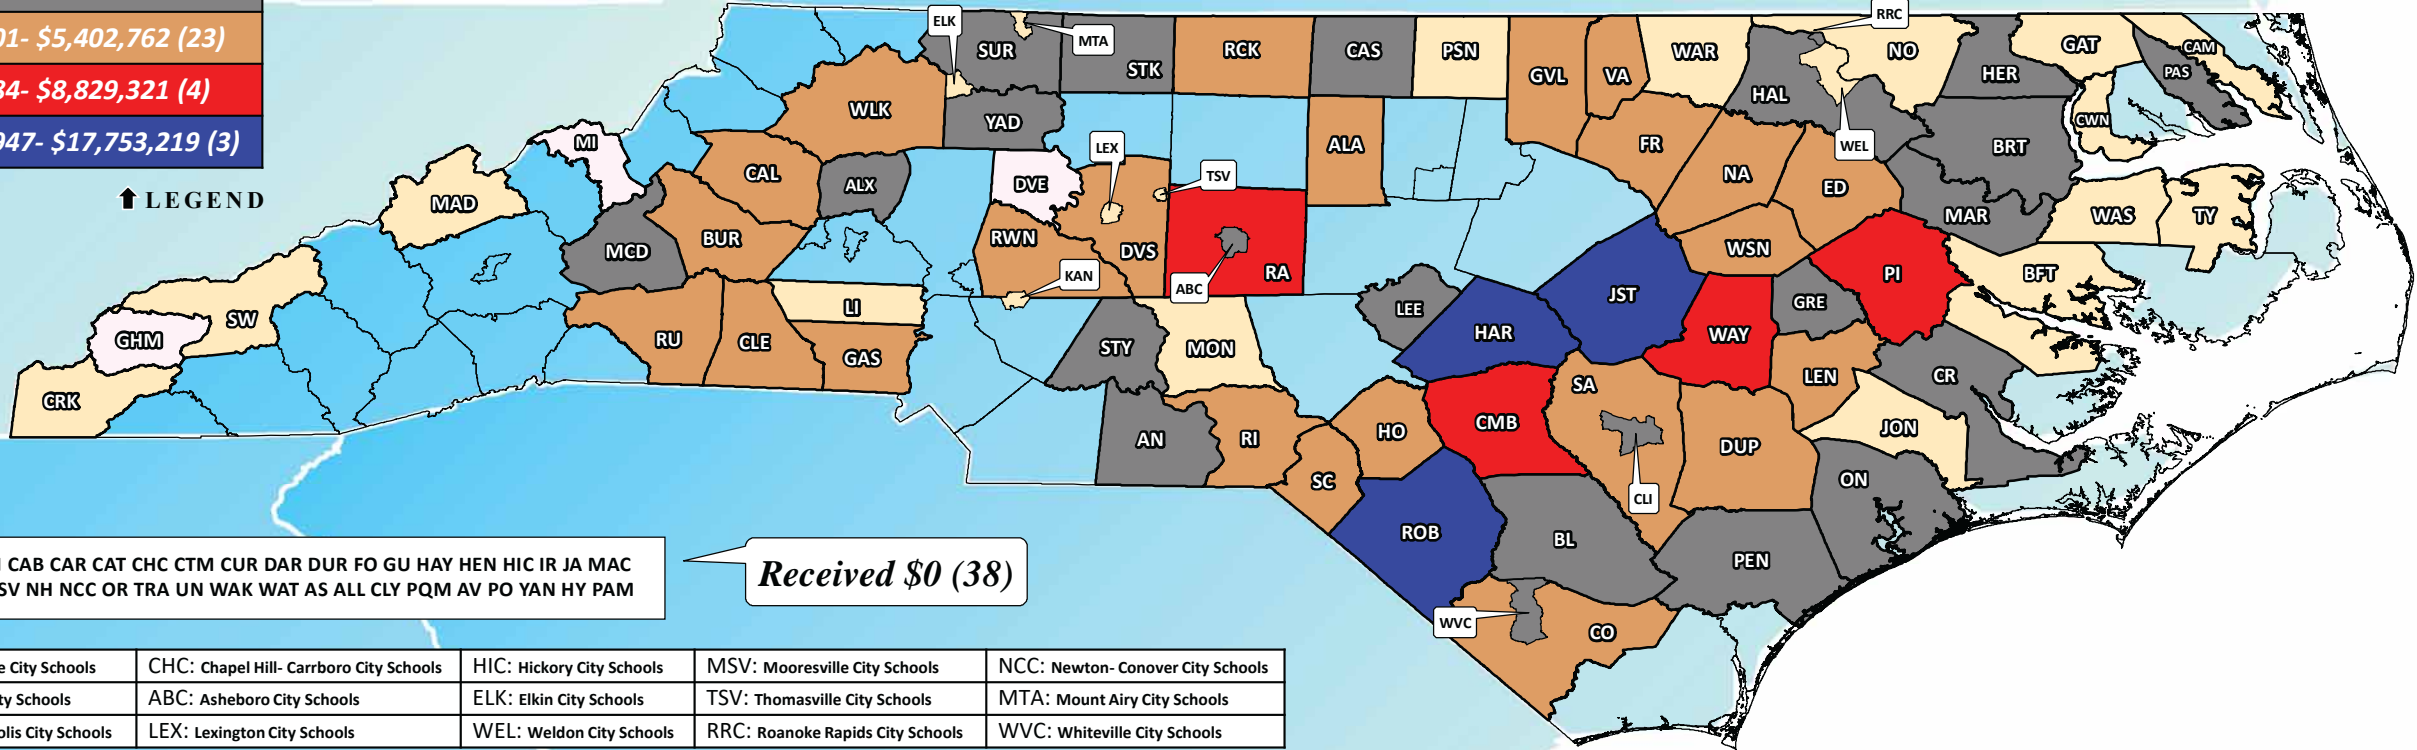 01- $5,402,762 (23)
84- $8,829,321 (4)
947- $17,753,219 (3)
LEGEND
ELK
MTA
RRC
SUR
STK
RCK
CAS
PSN
GVL
VA
WAR
NO
HER
GAT
CAM
PAS
WLK
YAD
HAL
CWN
MI
LEX
TSV
ALA
FR
WEL
BRT
MAD
CAL
ALX
DVE
NA
ED
MCD
BUR
RWN
DVS
KAN
ABC
RA
WSN
MAR
WAS
TY
SW
GHM
LI
LEE
JST
GRE
PI
BFT
RU
CLE
GAS
STY
MON
HAR
WAY
LEN
CR
CRK
AN
RI
HO
CMB
SA
DUP
JON
SC
CLI
ON
ROB
BL
PEN
WVC
CO
CAB CAR CAT CHC CTM CUR DAR DUR FO GU HAY HEN HIC IR JA MAC
SV NH NCC OR TRA UN WAK WAT AS ALL CLY PQM AV PO YAN HY PAM
Received $0 (38)
e City Schools CHC: Chapel Hill- Carrboro City Schools HIC: Hickory City Schools MSV: Mooresville City Schools NCC: Newton- Conover City Schools
ty Schools ABC: Asheboro City Schools ELK: Elkin City Schools TSV: Thomasville City Schools MTA: Mount Airy City Schools
olis City Schools LEX: Lexington City Schools WEL: Weldon City Schools RRC: Roanoke Rapids City Schools WVC: Whiteville City Schools